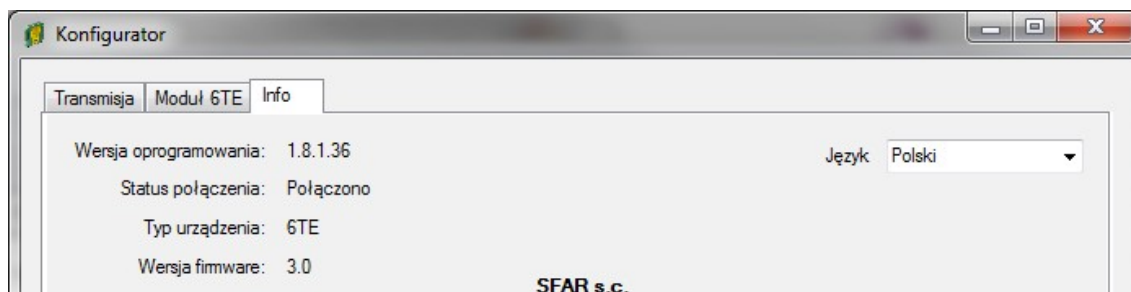 Konfigurator
Transmisja Moduł 6TE Info
Wersja oprogramowania: 1.8.1.36 Język Polski
Status połączenia: Połączono
Typ urządzenia: 6TE
Wersja firmware: 3.0
SFAR s.c.